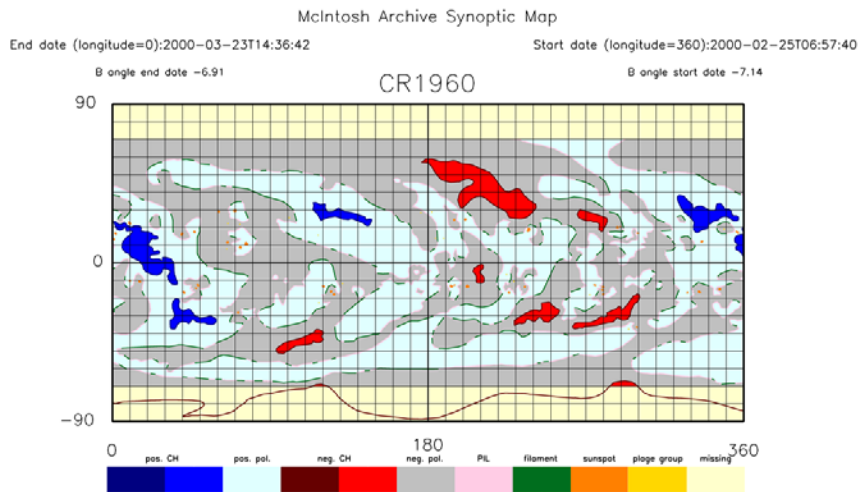 McIntosh Archive Synoptic Map
End date (longitude=0):2000-03-23T14:36:42
Start date (longitude=360):2000-02-25T06:57:40
B angle end date -6.91
B angle start date -7.14
CR1960
90
0
-90
0
180
360
pos. CH
pos. pol.
neg. CH
neg. pol.
PIL
filament
sunspot
plage group
missing